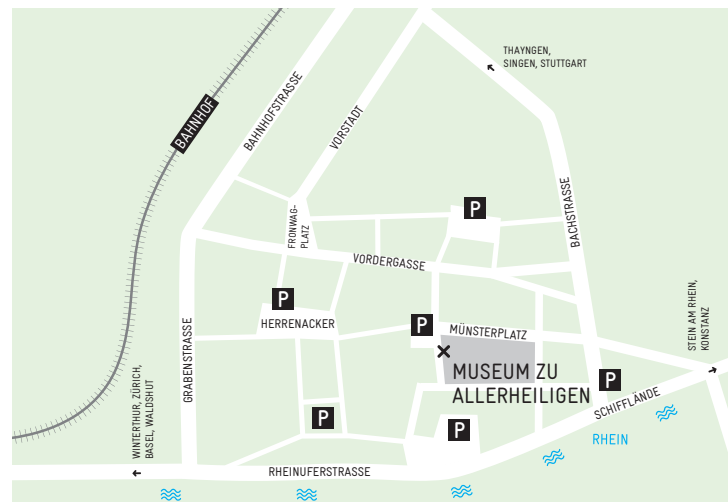 THAYNGEN,
SINGEN, STUTTGART
BAHNHOF
BAHNHOFSTRASSE
VORSTADT
P
BACHSTRASSE
FRONWAG-
PLATZ
VORDERGASSE
P
HERRENACKER
P
MÜNSTERPLATZ
STEIN AM RHEIN,
KONSTANZ
GRABENSTRASSE
MUSEUM ZU
ALLERHEILIGEN
P
SCHIFFLÄNDE
P
P
RHEIN
WINTERTHUR, ZÜRICH,
BASEL, WALDSHUT
RHEINUFERSTRASSE